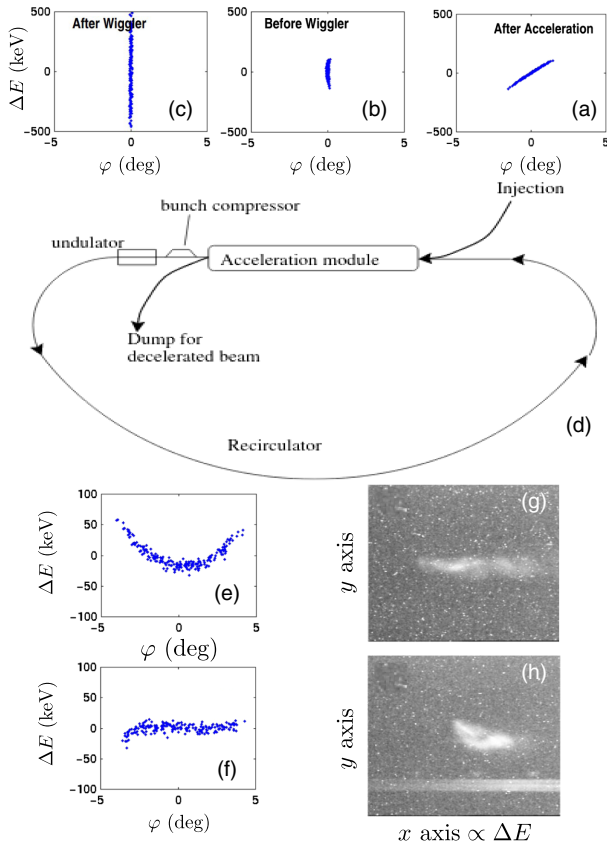 After Wiggler
Before Wiggler
After Acceleration
500
0
−500
ΔE (keV)
(c)
0
5
φ (deg)
500
0
−500
(b)
0
5
φ (deg)
500
0
−500
(a)
−5
0
5
φ (deg)
Injection
bunch compressor
undulator
Acceleration module
Dump for
decelerated beam
Recirculator
(d)
100
50
0
−50
−100
ΔE (keV)
(e)
−5
0
5
φ (deg)
(g)
y axis
100
50
0
−50
−100
ΔE (keV)
(f)
−5
0
5
φ (deg)
(h)
y axis
x axis ∝ ΔE